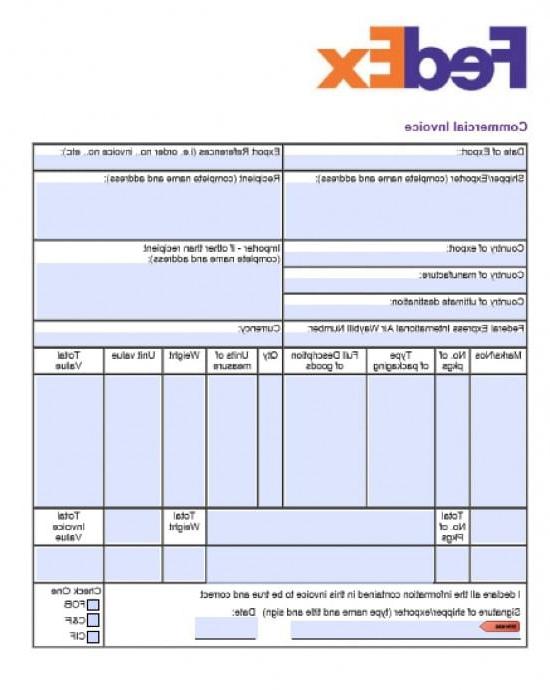 FedEx
Commercial Invoice
Date of Export:
Export References (i.e. order no., invoice no., etc):
Shipper/Exporter (complete name and address):
Recipient (complete name and address):
Country of export:
Importer - if other than recipient
(complete name and address):
Country of manufacture:
Country of ultimate destination:
Federal Express International Air Waybill Number:
Currency:
Marks/Nos
No. of
pkgs
Type
of packaging
Full Description
of goods
Qty
Units of
measure
Weight
Unit value
Total
Value
Total
No. of
Pkgs
Total
Weight
Total
Invoice
Value
I declare all the information contained in this invoice to be true and correct
Signature of shipper/exporter (type name and title and sign)
Date:
Check One
FOB
C&F
CIF